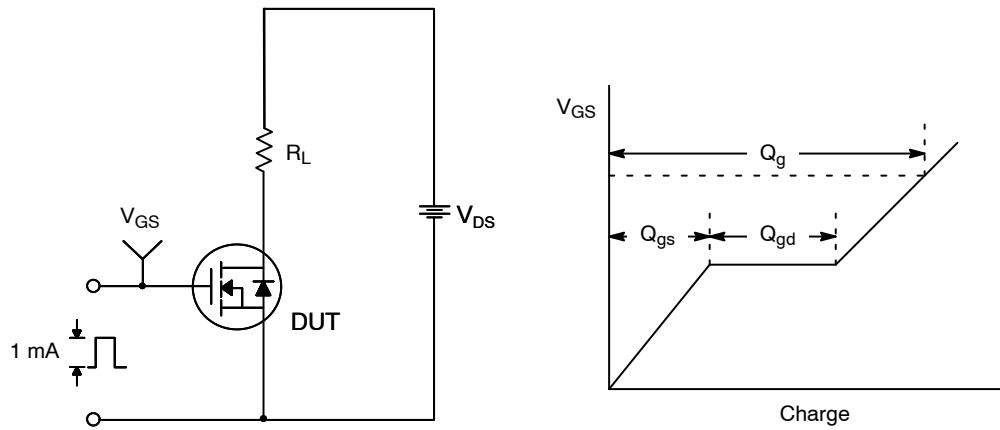 R_L
V_GS
V_DS
DUT
1 mA
V_GS
Q_g
Q_gs
Q_gd
Charge